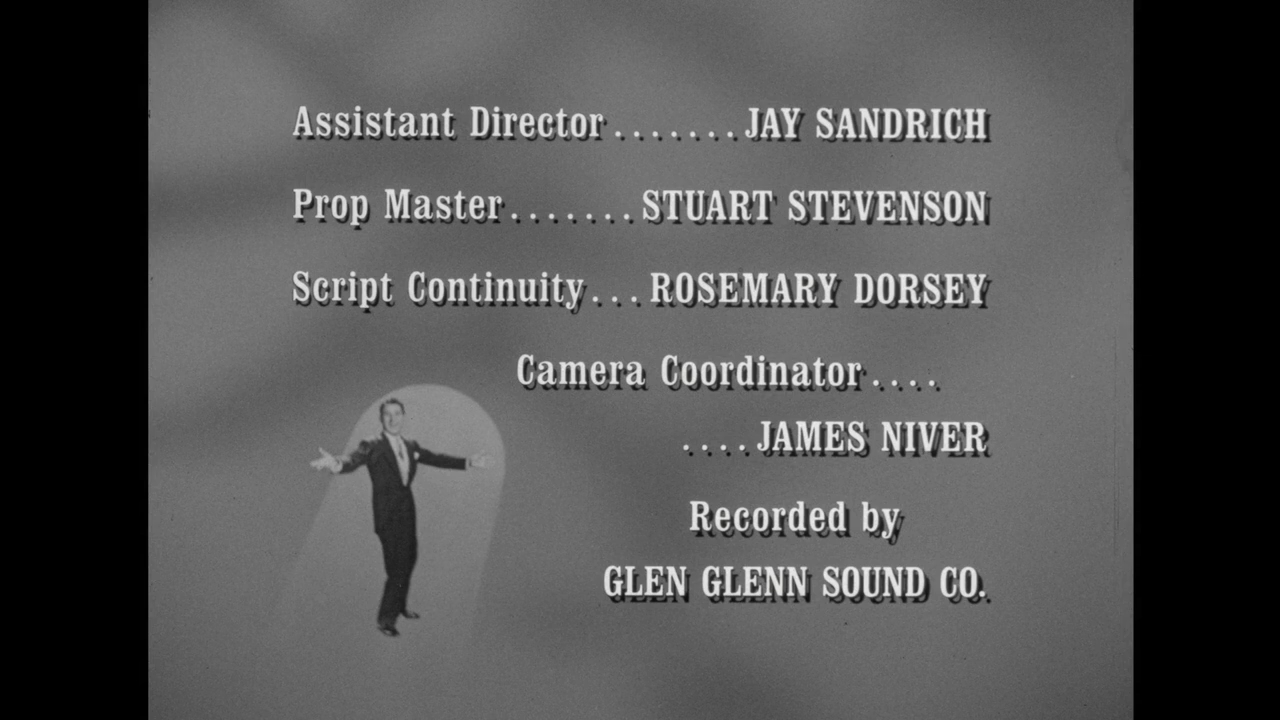 Assistant Director.......JAY SANDRICH
Prop Master.......STUART STEVENSON
Script Continuity...ROSEMARY DORSEY
Camera Coordinator....
....JAMES NIVER
Recorded by
GLEN GLENN SOUND CO.